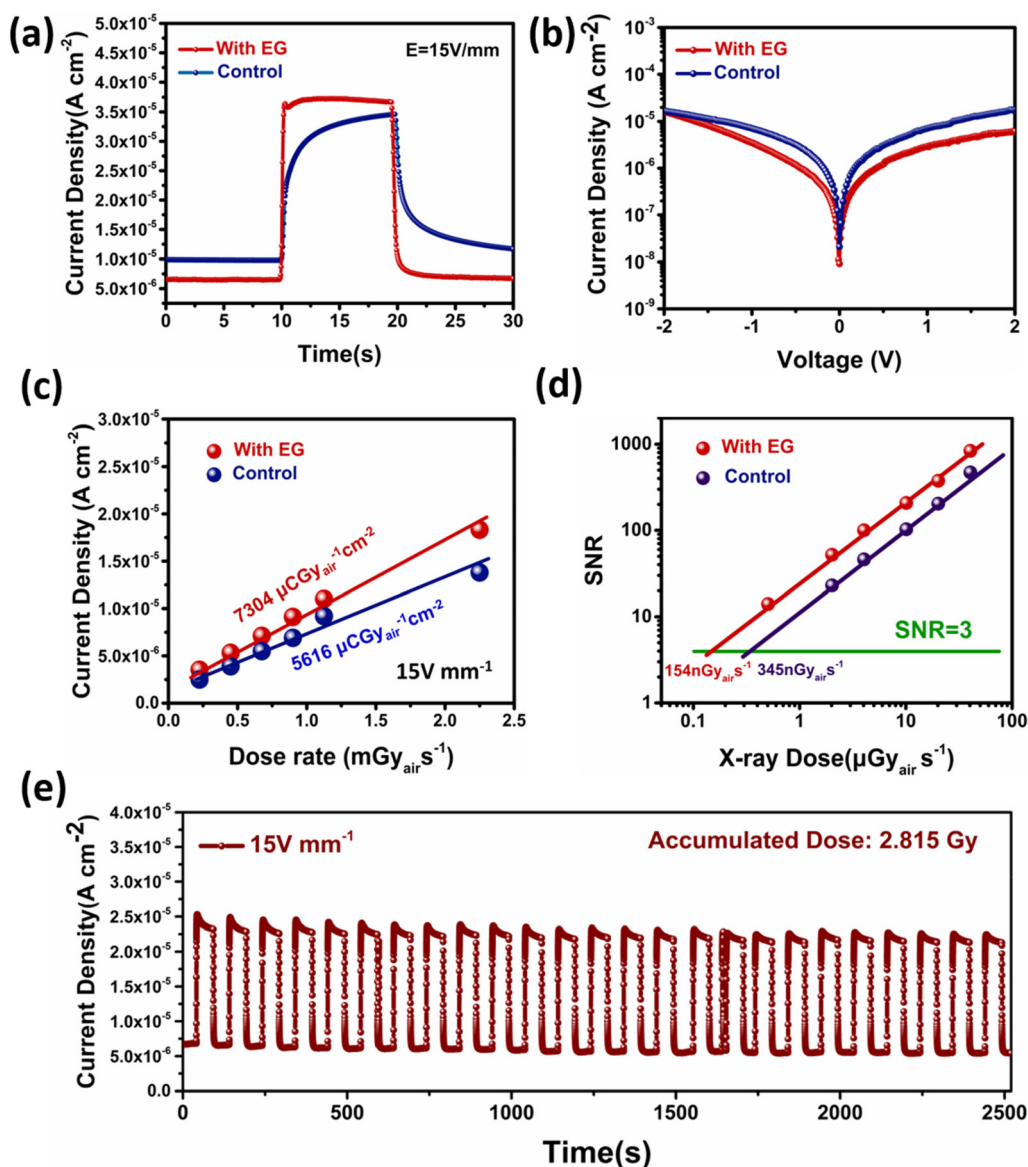 (a)
Current Density(A cm⁻²)
5.0x10⁻⁵
4.5x10⁻⁵
4.0x10⁻⁵
3.5x10⁻⁵
3.0x10⁻⁵
2.5x10⁻⁵
2.0x10⁻⁵
1.5x10⁻⁵
1.0x10⁻⁵
5.0x10⁻⁶
With EG
Control
E=15V/mm
0 5 10 15 20 25 30
Time(s)
(b)
Current Density (A cm⁻²)
10⁻³
10⁻⁴
10⁻⁵
10⁻⁶
10⁻⁷
10⁻⁸
10⁻⁹
With EG
Control
-2 -1 0 1 2
Voltage (V)
(c)
Current Density (A cm⁻²)
3.0x10⁻⁵
2.5x10⁻⁵
2.0x10⁻⁵
1.5x10⁻⁵
1.0x10⁻⁵
5.0x10⁻⁶
0.0
With EG
Control
7304 µCGyₐᵢᵣ⁻¹cm⁻²
5616 µCGyₐᵢᵣ⁻¹cm⁻²
15V mm⁻¹
0.0 0.5 1.0 1.5 2.0 2.5
Dose rate (mGyₐᵢᵣs⁻¹)
(d)
SNR
1000
100
10
1
With EG
Control
SNR=3
154nGyₐᵢᵣs⁻¹
345nGyₐᵢᵣs⁻¹
0.1 1 10 100
X-ray Dose(µGyₐᵢᵣ s⁻¹)
(e)
Current Density(A cm⁻²)
4.0x10⁻⁵
3.5x10⁻⁵
3.0x10⁻⁵
2.5x10⁻⁵
2.0x10⁻⁵
1.5x10⁻⁵
1.0x10⁻⁵
5.0x10⁻⁶
0.0
15V mm⁻¹
Accumulated Dose: 2.815 Gy
0 500 1000 1500 2000 2500
Time(s)